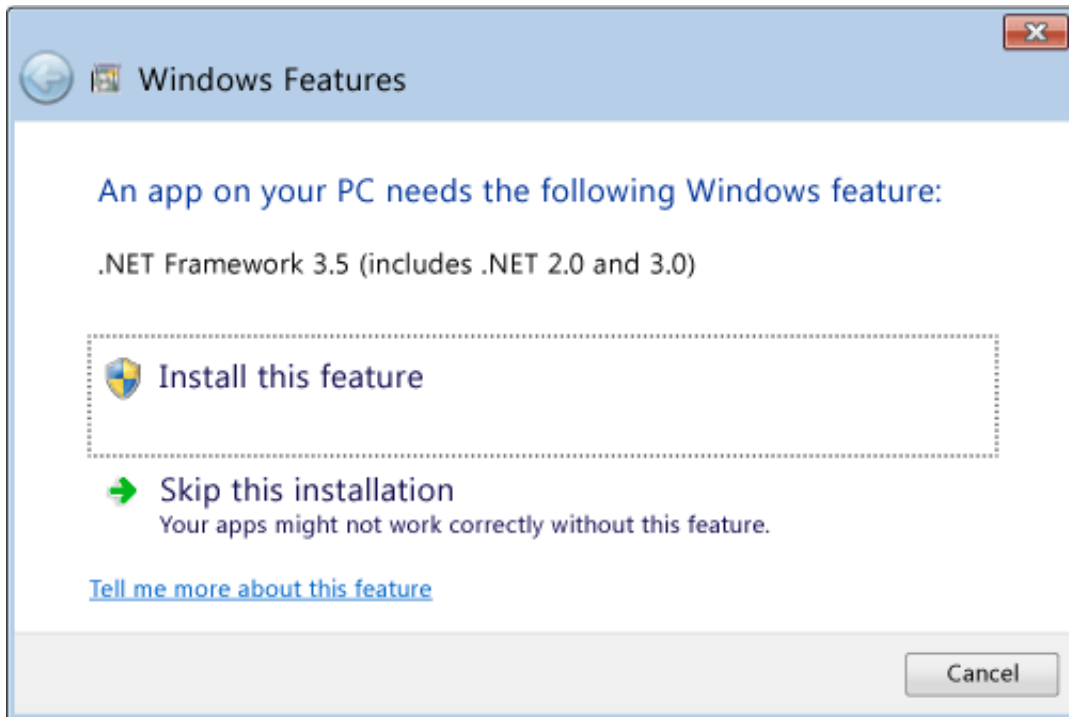 Windows Features
An app on your PC needs the following Windows feature:
.NET Framework 3.5 (includes .NET 2.0 and 3.0)
Install this feature
Skip this installation
Your apps might not work correctly without this feature.
Tell me more about this feature
Cancel